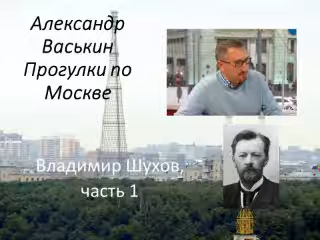 Александр
Васькин
Прогулки по
Москве
Владимир Шухов,
часть 1